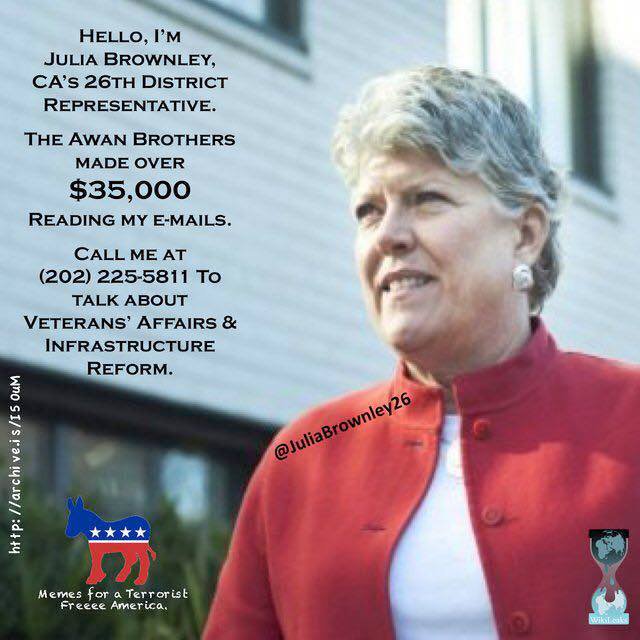 HELLO, I'M
JULIA BROWNLEY,
CA'S 26TH DISTRICT
REPRESENTATIVE.
THE AWAN BROTHERS
MADE OVER
$35,000
READING MY E-MAILS.
CALL ME AT
(202) 225-5811 TO
TALK ABOUT
VETERANS' AFFAIRS &
INFRASTRUCTURE
REFORM.
@JuliaBrownley26
http://archive.is/I50uM
Memes for a Terrorist
Freeee America.
WikiLeaks